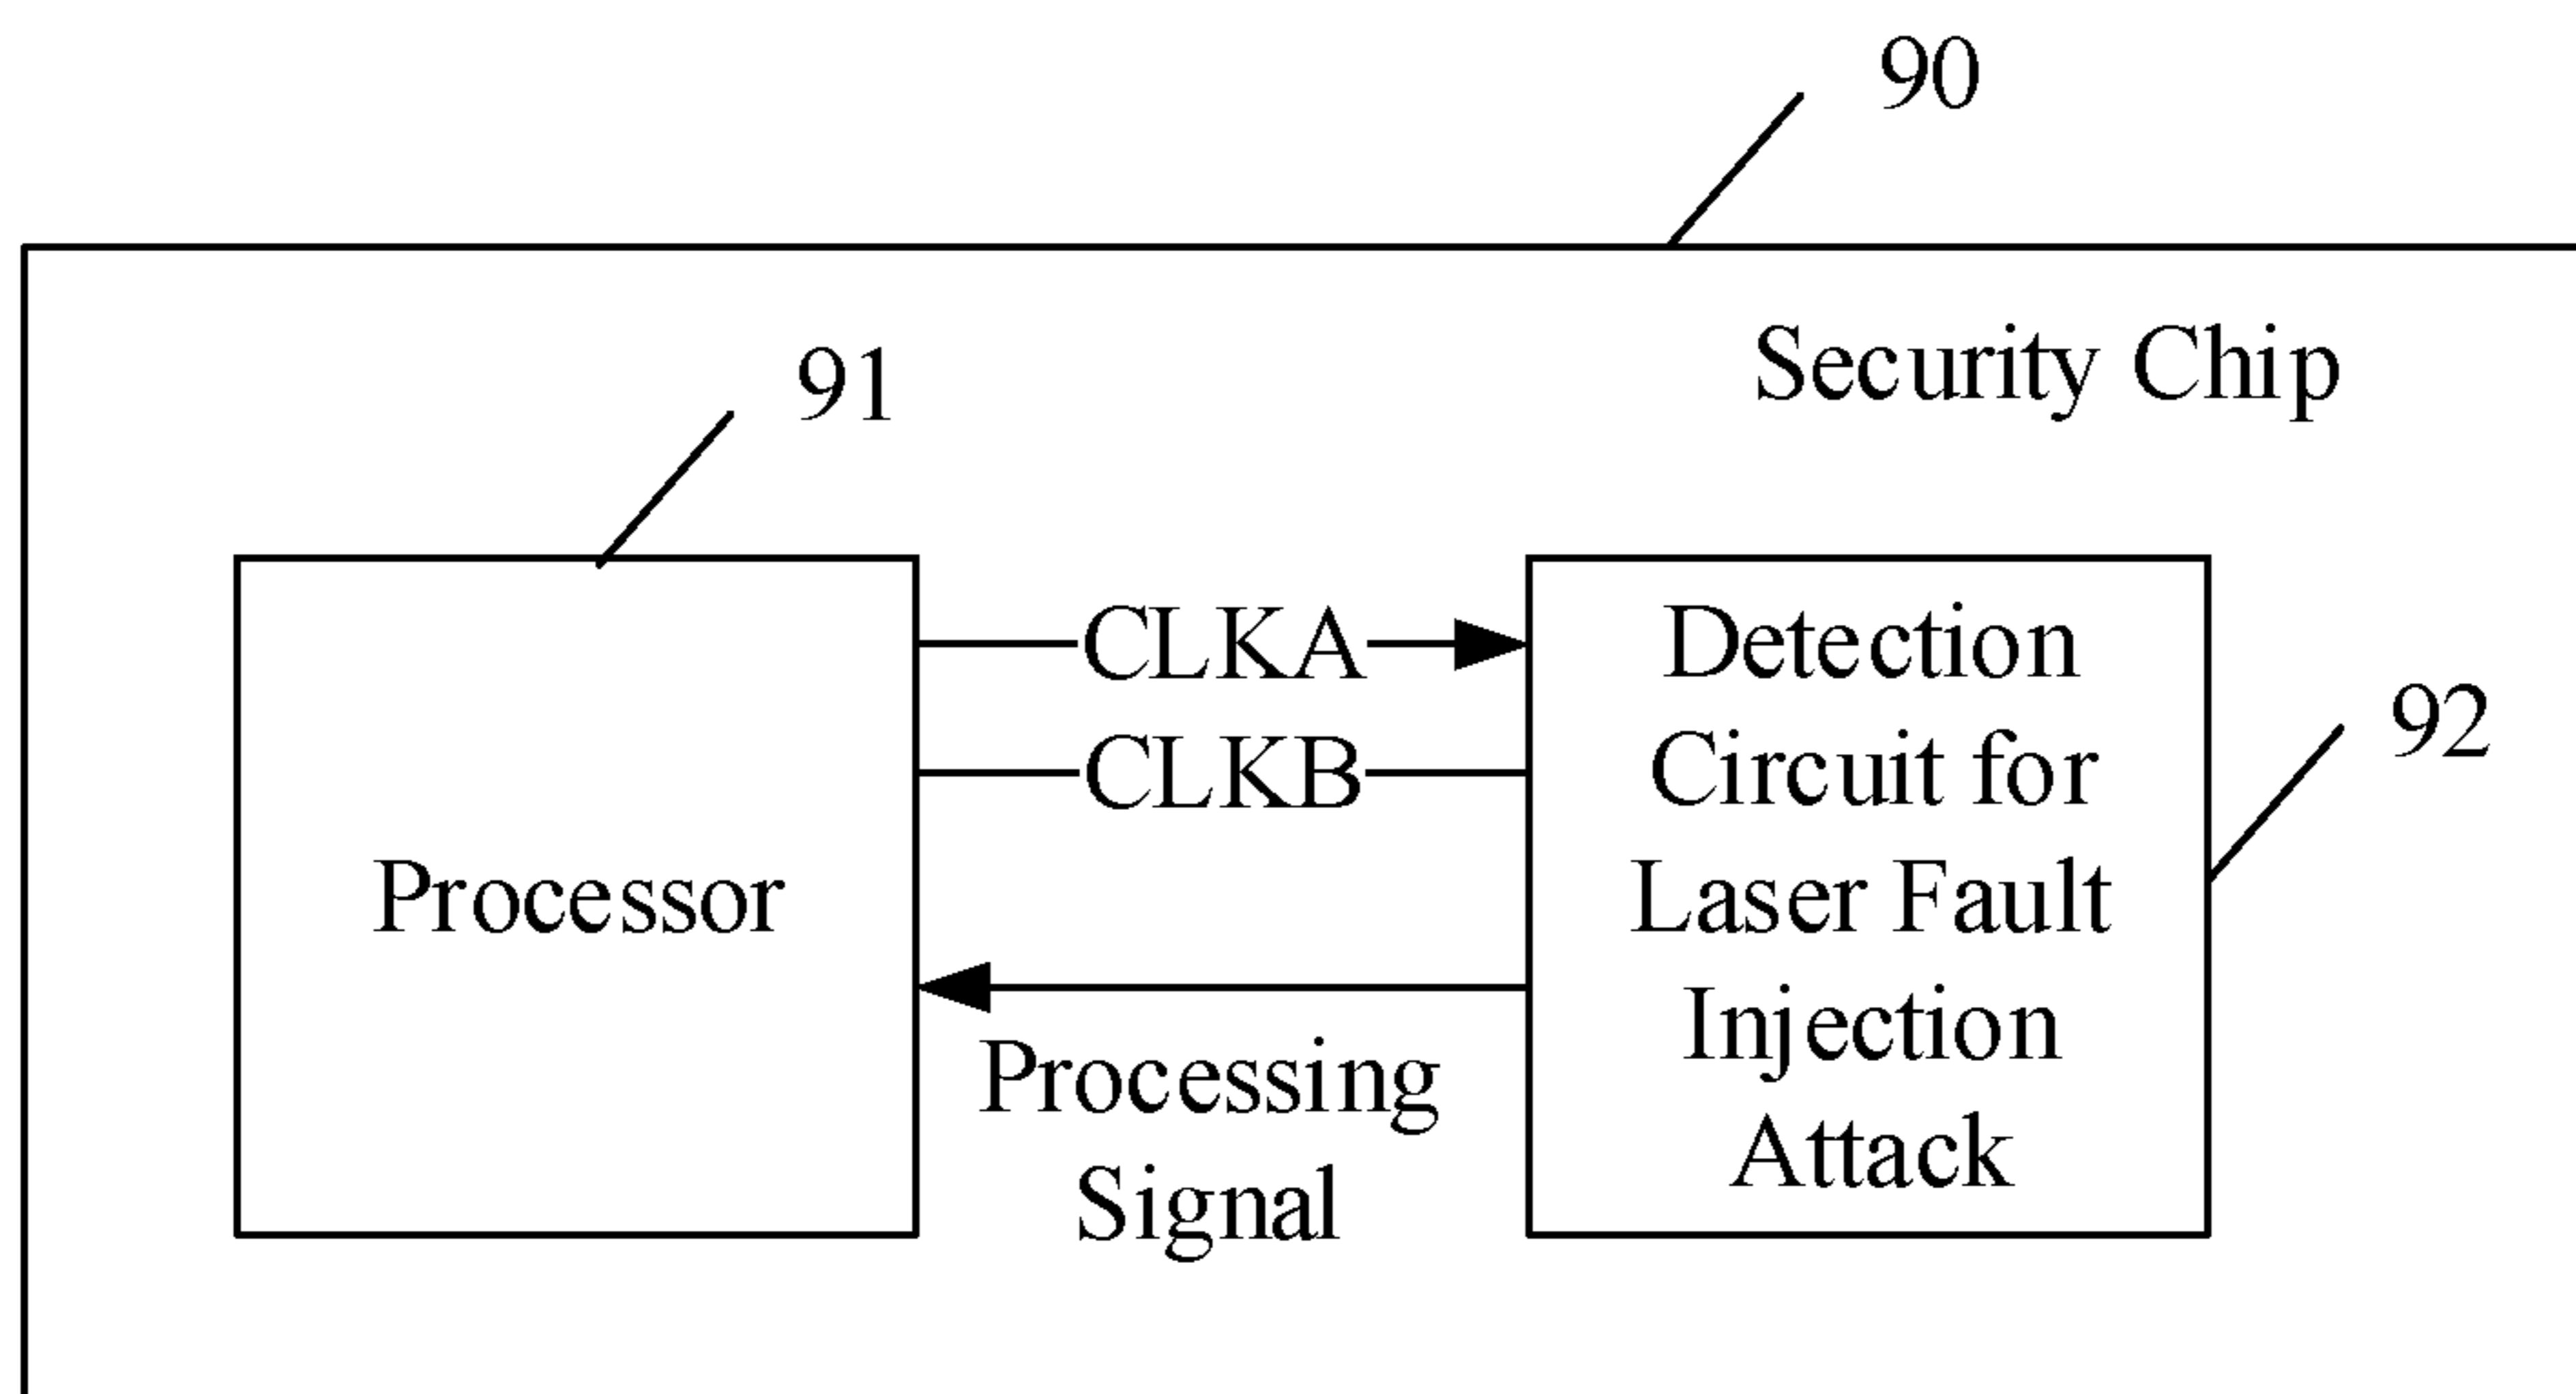 90
Security Chip
91
CLKA
CLKB
Processor
Processing
Signal
Detection
Circuit for
Laser Fault
Injection
Attack
92